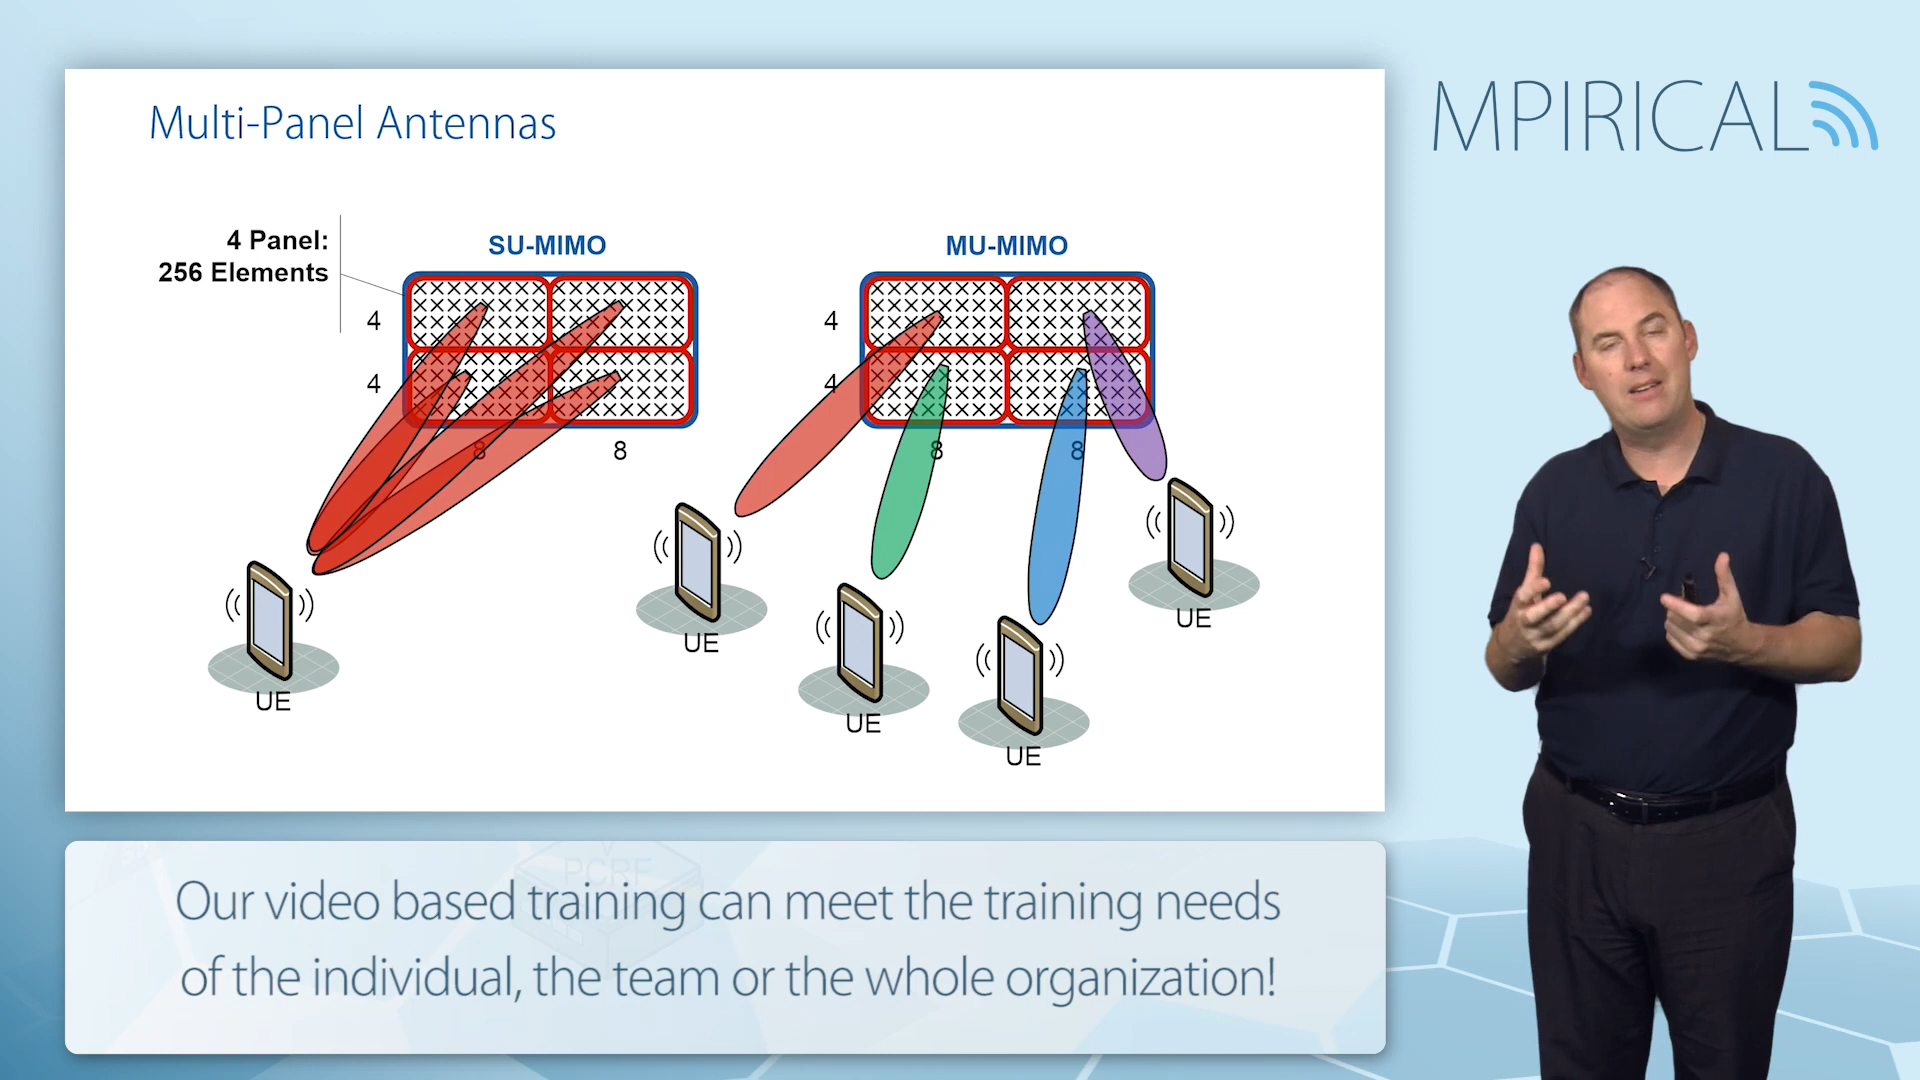 Multi-Panel Antennas
MPIRICAL
4 Panel:
256 Elements
SU-MIMO
MU-MIMO
4
4
4
4
8
8
8
8
UE
UE
UE
UE
UE
PCRF
Our video based training can meet the training needs
of the individual, the team or the whole organization!